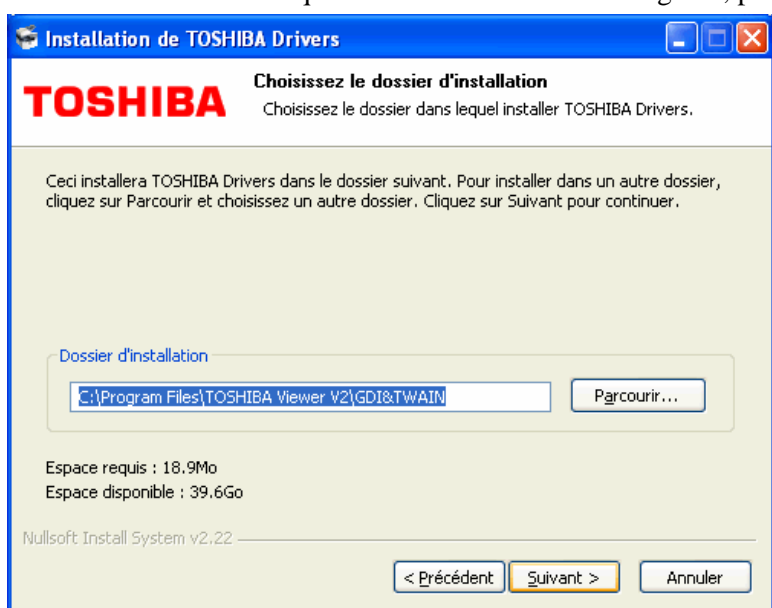 Installation de TOSHIBA Drivers
TOSHIBA
Choisissez le dossier d'installation
Choisissez le dossier dans lequel installer TOSHIBA Drivers.
Ceci installera TOSHIBA Drivers dans le dossier suivant. Pour installer dans un autre dossier,
cliquez sur Parcourir et choisissez un autre dossier. Cliquez sur Suivant pour continuer.
Dossier d'installation
C:\Program Files\TOSHIBA Viewer V2\GDI&TWAIN
Parcourir...
Espace requis : 18.9Mo
Espace disponible : 39.6Go
Nullsoft Install System v2.22
< Précédent
Suivant >
Annuler